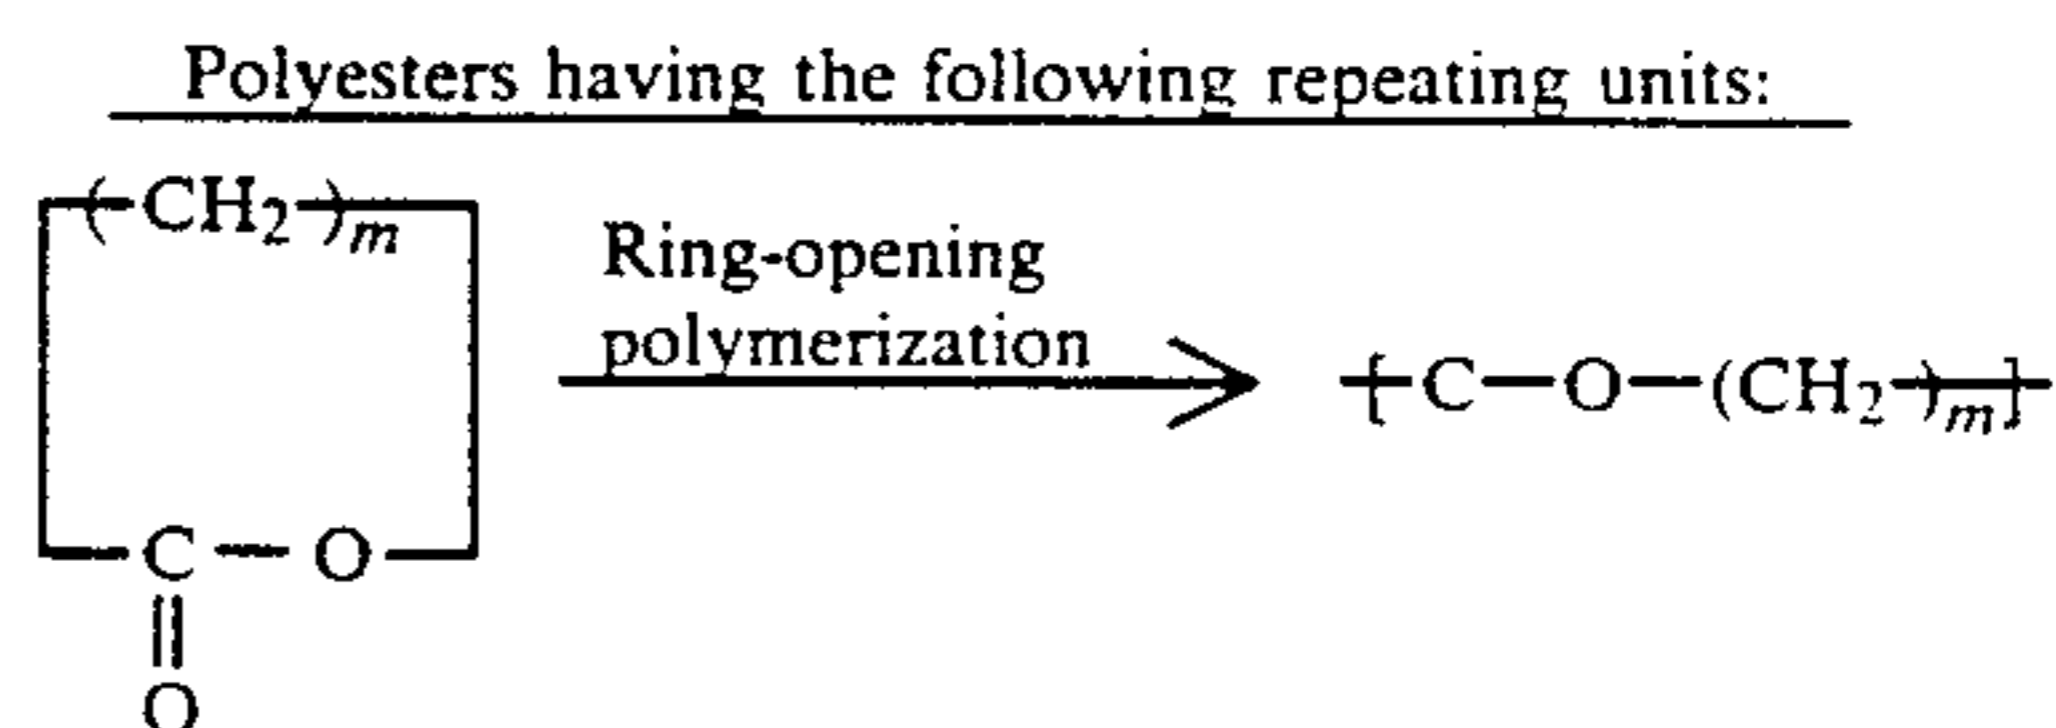 Polyesters having the following repeating units:
(CH2)m
Ring-opening
polymerization
[C—O—(CH2)m]
C—O
O